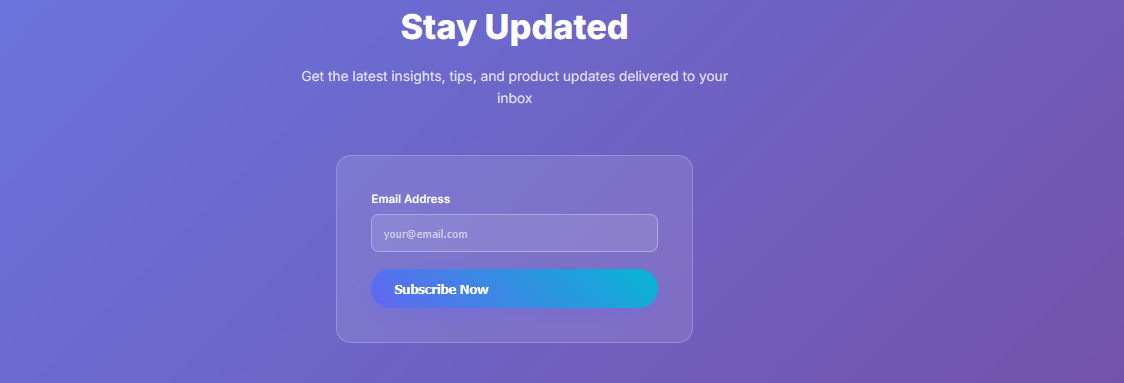 Stay Updated
Get the latest insights, tips, and product updates delivered to your
inbox
Email Address
your@email.com
Subscribe Now